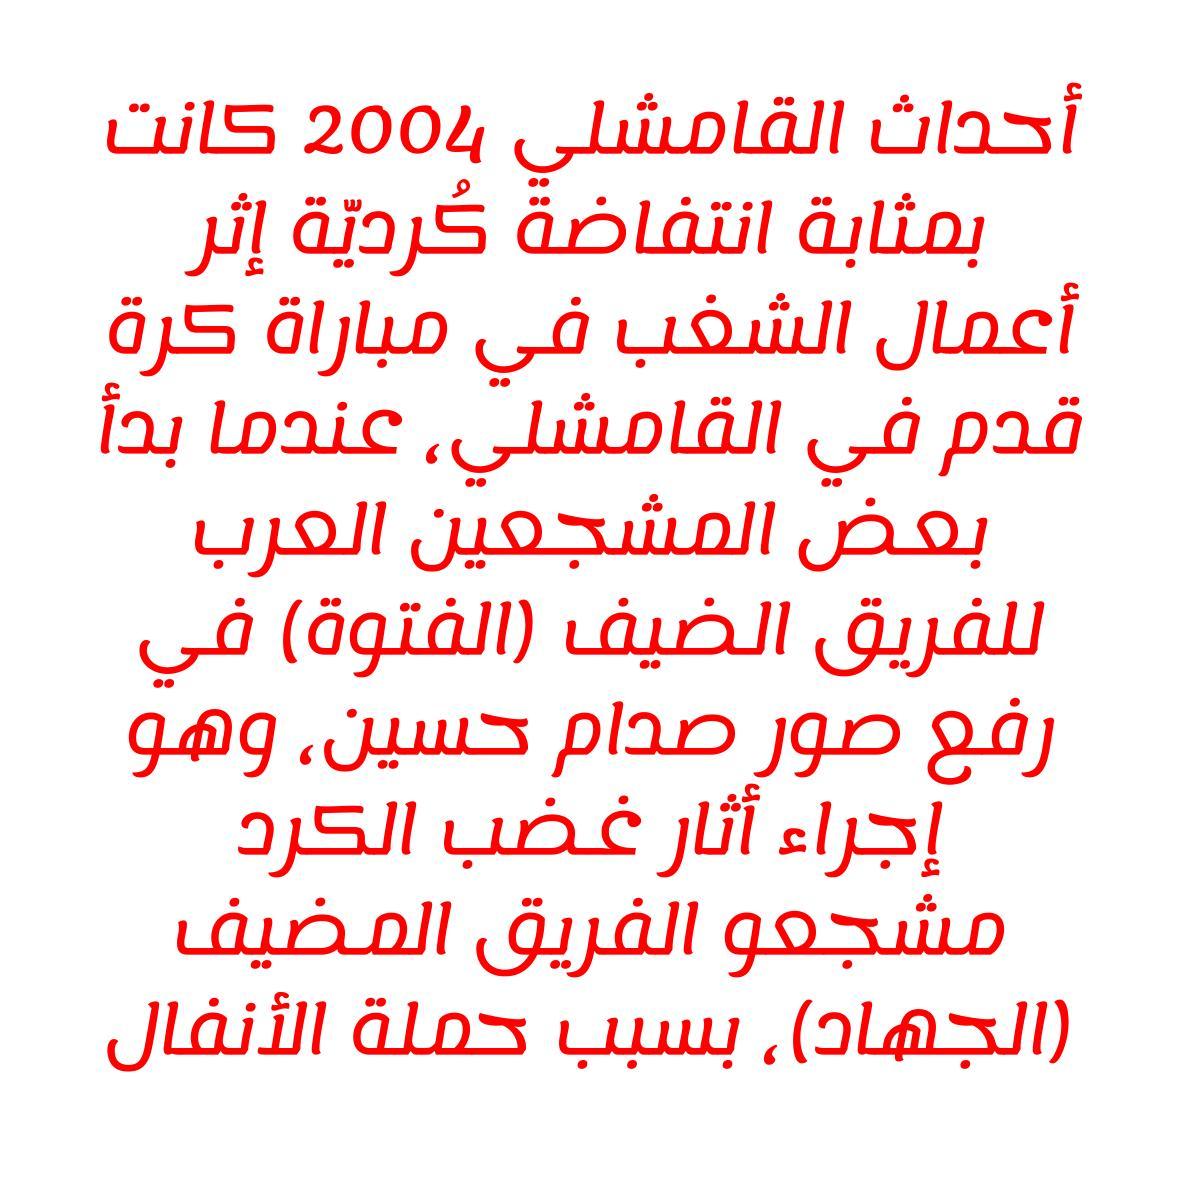 أحداث القامشلي 2004 كانت
بمثابة انتفاضة كُرديّة إثر
أعمال الشغب في مباراة كرة
قدم في القامشلي، عندما بدأ
بعض المشجعين العرب
للفريق الضيف (الفتوة) في
رفع صور صدام حسين، وهو
إجراء أثار غضب الكرد
مشجعو الفريق المضيف
(الجهاد)، بسبب حملة الأنفال